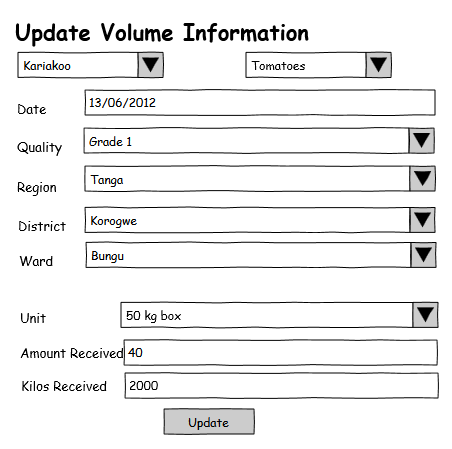 Update Volume Information
Kariakoo Tomatoes
Date 13/06/2012
Quality Grade 1
Region Tanga
District Korogwe
Ward Bungu
Unit 50 kg box
Amount Received 40
Kilos Received 2000
Update